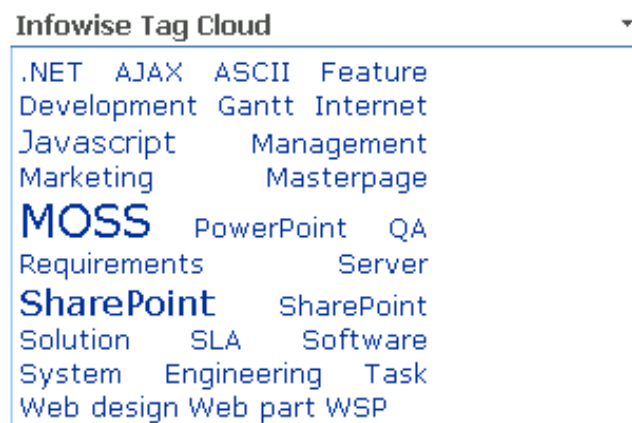 Infowise Tag Cloud
.NET AJAX ASCII Feature
Development Gantt Internet
Javascript Management
Marketing Masterpage
MOSS PowerPoint QA
Requirements Server
SharePoint SharePoint
Solution SLA Software
System Engineering Task
Web design Web part WSP